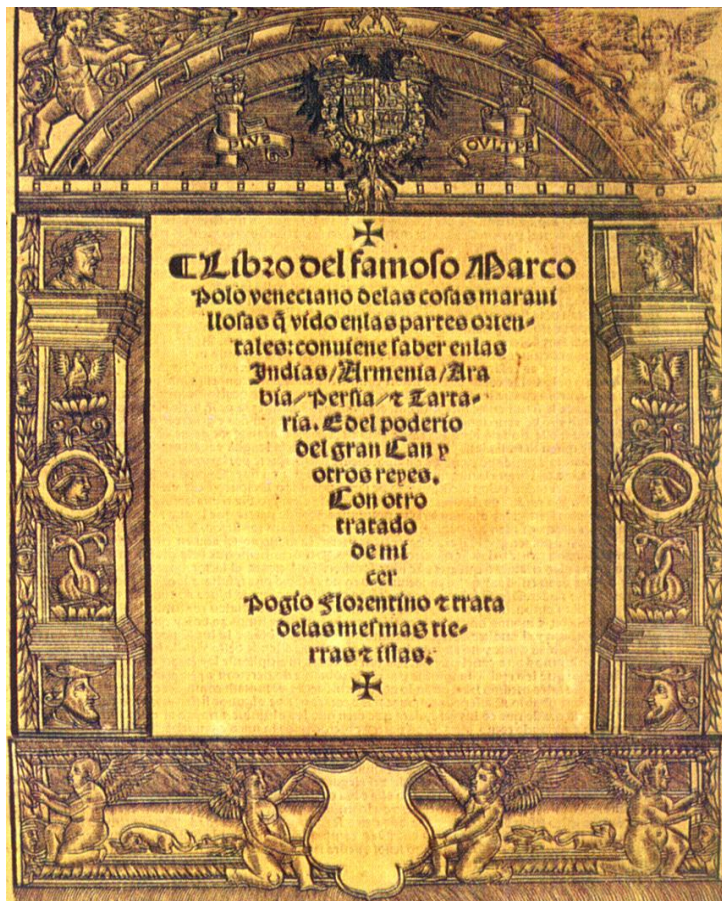 PLVS
OVLTRE
Libro del famoso Marco
Polo veneciano delas cosas maraui
llosas q̄ vido enlas partes orien-
tales: conuiene saber enlas
Indias/Armenia/Ara
bia/Persia/⁊ Tarta-
ria. E del poderio
del gran Can y
otros reyes.
Con otro
tratado
de mi
cer
Pogio Florentino ⁊ trata
delas mesmas tie-
rras ⁊ islas.